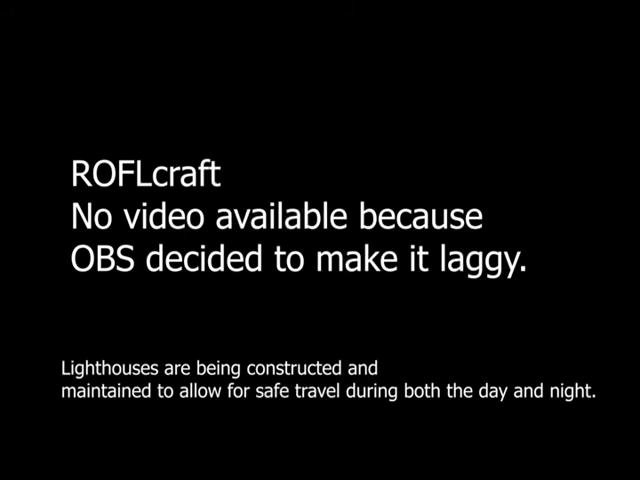 ROFLcraft
No video available because
OBS decided to make it laggy.
Lighthouses are being constructed and
maintained to allow for safe travel during both the day and night.